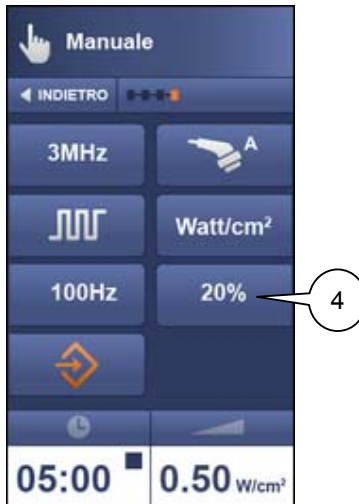 Manuale
INDIETRO
3MHz
A
Watt/cm²
100Hz
20%
4
05:00
0.50 W/cm²